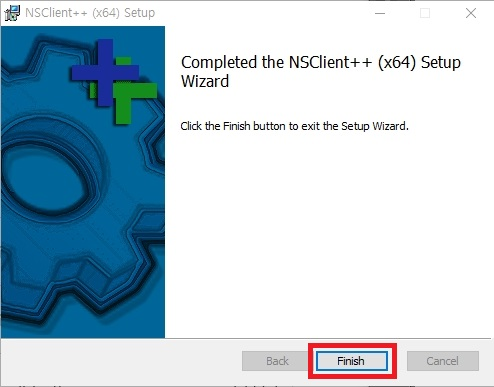 NSClient++ (x64) Setup
Completed the NSClient++ (x64) Setup
Wizard
Click the Finish button to exit the Setup Wizard.
Back
Finish
Cancel